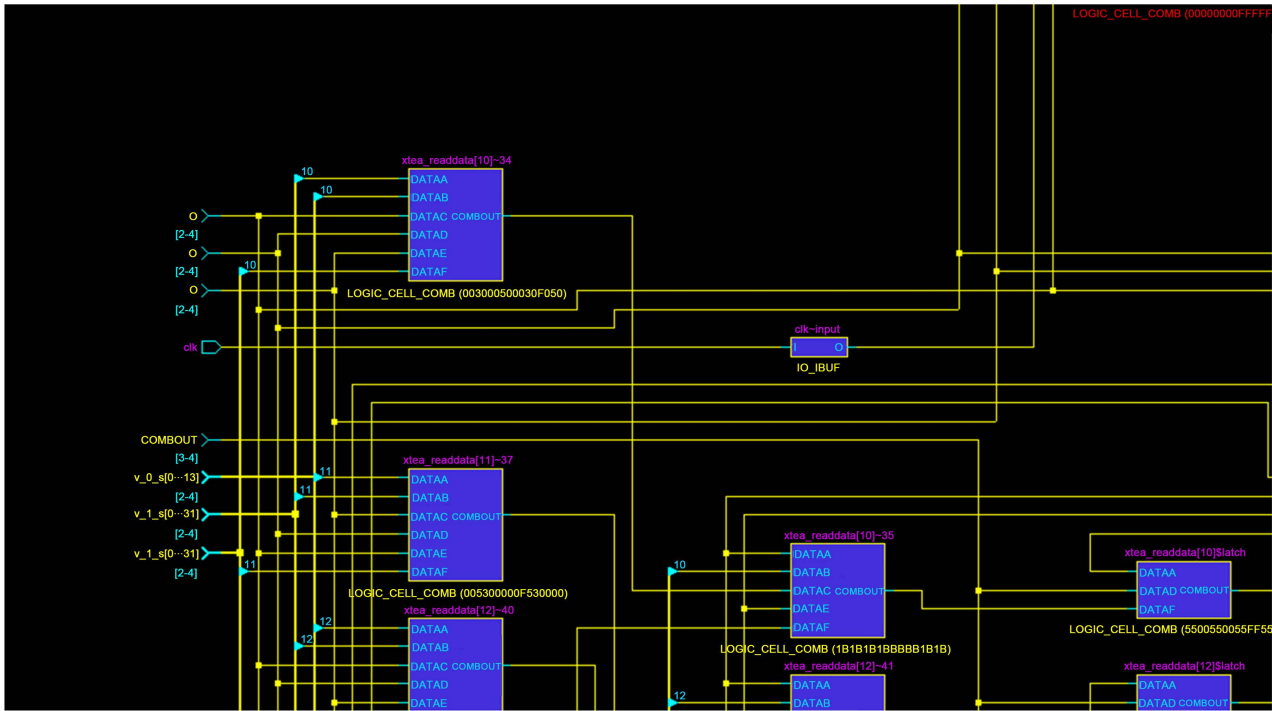 LOGIC_CELL_COMB (00000000FFFFF
xtea_readdata[10]~34
10
DATAA
10
DATAB
O
DATAC COMBOUT
[2-4]
DATAD
O
DATAE
[2-4]
10
DATAF
O
LOGIC_CELL_COMB (003000500030F050)
[2-4]
clk~input
clk
I O
IO_IBUF
COMBOUT
[3-4]
xtea_readdata[11]~37
v_0_s[0···13]
11
DATAA
[2-4]
11
DATAB
v_1_s[0···31]
DATAC COMBOUT
[2-4]
DATAD
v_1_s[0···31]
DATAE
[2-4]
11
DATAF
LOGIC_CELL_COMB (005300000F530000)
xtea_readdata[10]~35
DATAA
10
DATAB
DATAC COMBOUT
DATAE
DATAF
LOGIC_CELL_COMB (1B1B1B1BBBBB1B1B)
xtea_readdata[10]$latch
DATAA
DATAD COMBOUT
DATAF
LOGIC_CELL_COMB (5500550055FF55
xtea_readdata[12]~40
12
DATAA
12
DATAB
DATAC COMBOUT
DATAD
DATAE
xtea_readdata[12]~41
DATAA
12
DATAB
xtea_readdata[12]$latch
DATAA
DATAD COMBOUT